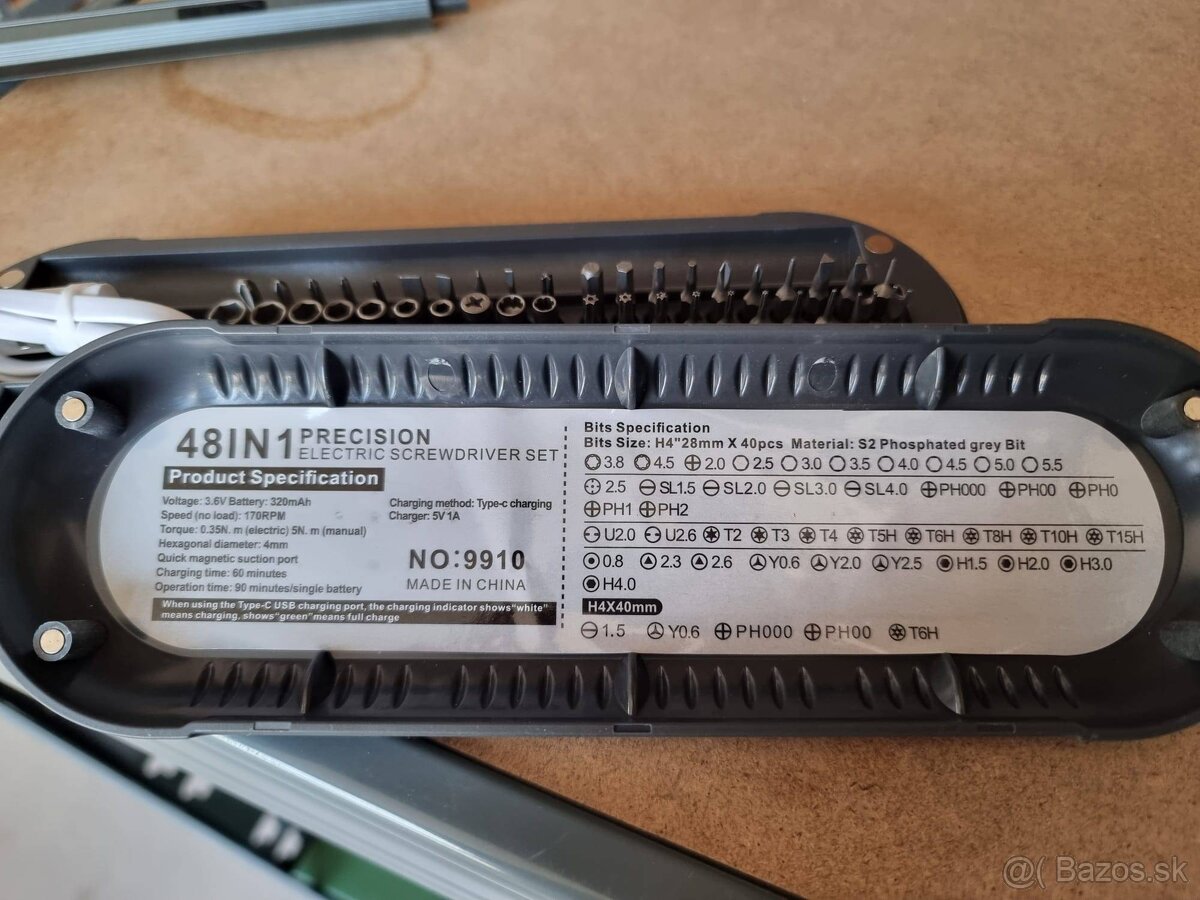 48IN1 PRECISION
ELECTRIC SCREWDRIVER SET
Product Specification
Voltage: 3.6V Battery: 320mAh
Speed (no load): 170RPM
Torque: 0.35N. m (electric) 5N. m (manual)
Hexagonal diameter: 4mm
Quick magnetic suction port
Charging time: 60 minutes
Operation time: 90 minutes/single battery
Charging method: Type-c charging
Charger: 5V 1A
NO:9910
MADE IN CHINA
When using the Type-C USB charging port, the charging indicator shows"white"
means charging, shows"green"means full charge
Bits Specification
Bits Size: H4"28mm X 40pcs Material: S2 Phosphated grey Bit
3.8 4.5 2.0 2.5 3.0 3.5 4.0 4.5 5.0 5.5
2.5 SL1.5 SL2.0 SL3.0 SL4.0 PH000 PH00 PH0
PH1 PH2
U2.0 U2.6 T2 T3 T4 T5H T6H T8H T10H T15H
0.8 2.3 2.6 Y0.6 Y2.0 Y2.5 H1.5 H2.0 H3.0
H4.0
H4X40mm
1.5 Y0.6 PH000 PH00 T6H
Bazos.sk